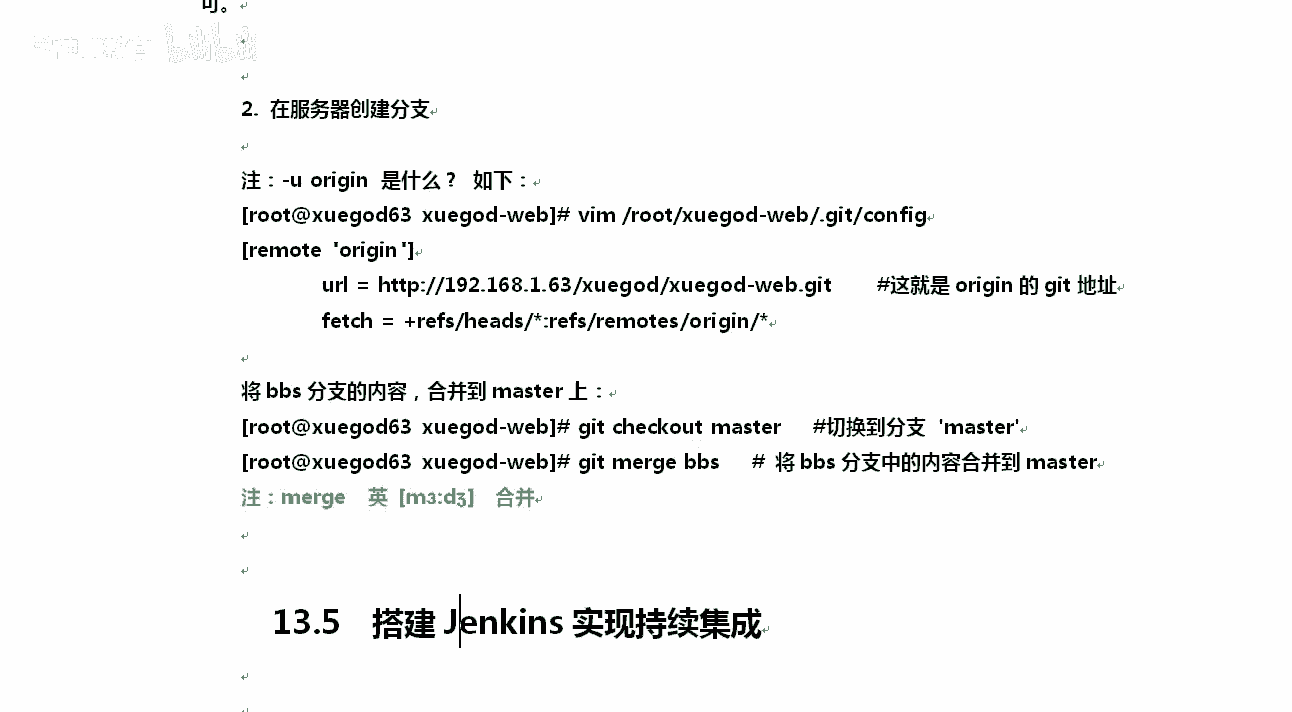 可。
2. 在服务器创建分支
注：-u origin 是什么？ 如下：
[root@xuegod63 xuegod-web]# vim /root/xuegod-web/.git/config
[remote 'origin']
url = http://192.168.1.63/xuegod/xuegod-web.git #这就是 origin 的 git 地址
fetch = +refs/heads/*:refs/remotes/origin/*
将 bbs 分支的内容，合并到 master 上：
[root@xuegod63 xuegod-web]# git checkout master #切换到分支 'master'
[root@xuegod63 xuegod-web]# git merge bbs # 将 bbs 分支中的内容合并到 master
注：merge 英 [mɜ:dʒ] 合并
13.5 搭建 Jenkins 实现持续集成